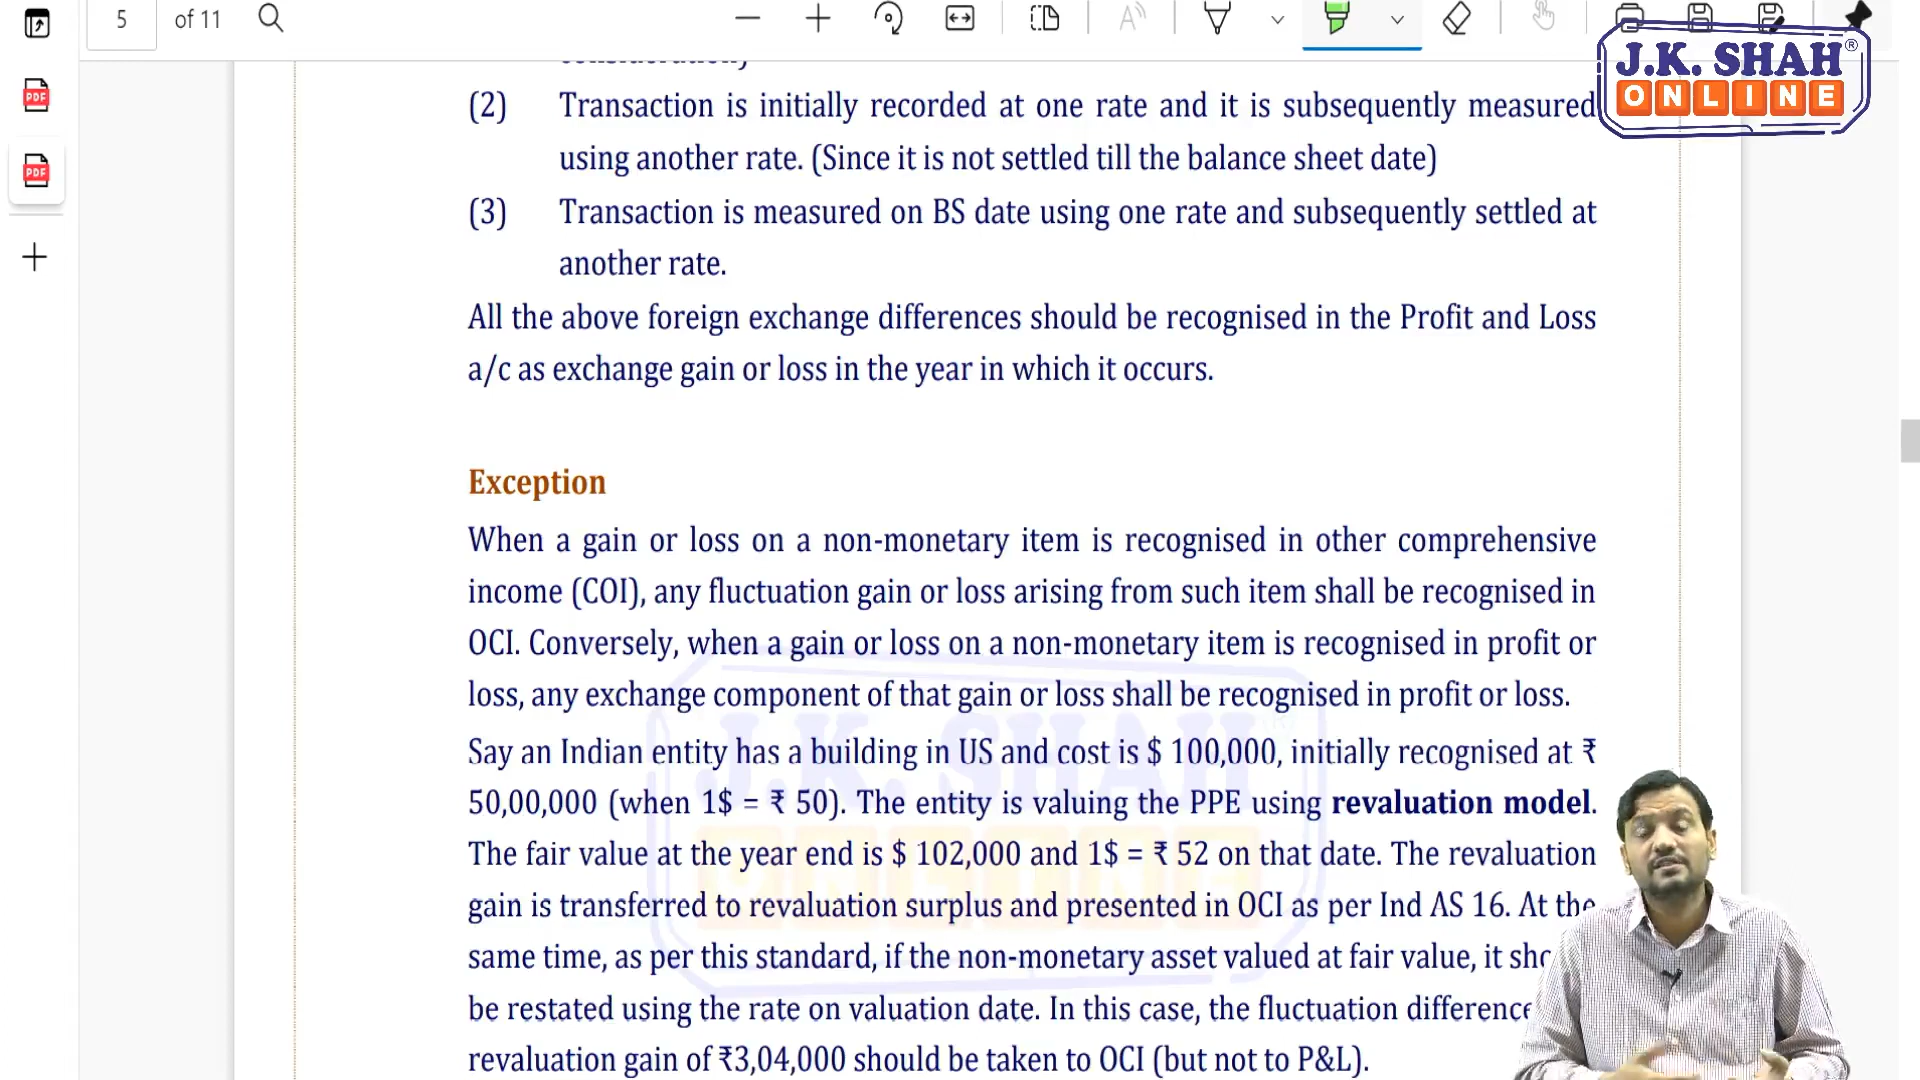 5 of 11
J.K. SHAH®
ONLINE
(2) Transaction is initially recorded at one rate and it is subsequently measured
using another rate. (Since it is not settled till the balance sheet date)
(3) Transaction is measured on BS date using one rate and subsequently settled at
another rate.
All the above foreign exchange differences should be recognised in the Profit and Loss
a/c as exchange gain or loss in the year in which it occurs.
Exception
When a gain or loss on a non-monetary item is recognised in other comprehensive
income (COI), any fluctuation gain or loss arising from such item shall be recognised in
OCI. Conversely, when a gain or loss on a non-monetary item is recognised in profit or
loss, any exchange component of that gain or loss shall be recognised in profit or loss.
Say an Indian entity has a building in US and cost is $ 100,000, initially recognised at ₹
50,00,000 (when 1$ = ₹ 50). The entity is valuing the PPE using revaluation model.
The fair value at the year end is $ 102,000 and 1$ = ₹ 52 on that date. The revaluation
gain is transferred to revaluation surplus and presented in OCI as per Ind AS 16. At the
same time, as per this standard, if the non-monetary asset valued at fair value, it
be restated using the rate on valuation date. In this case, the fluctuation difference
revaluation gain of ₹3,04,000 should be taken to OCI (but not to P&L).
J.K. SHAH
ONLINE
PDF
PDF